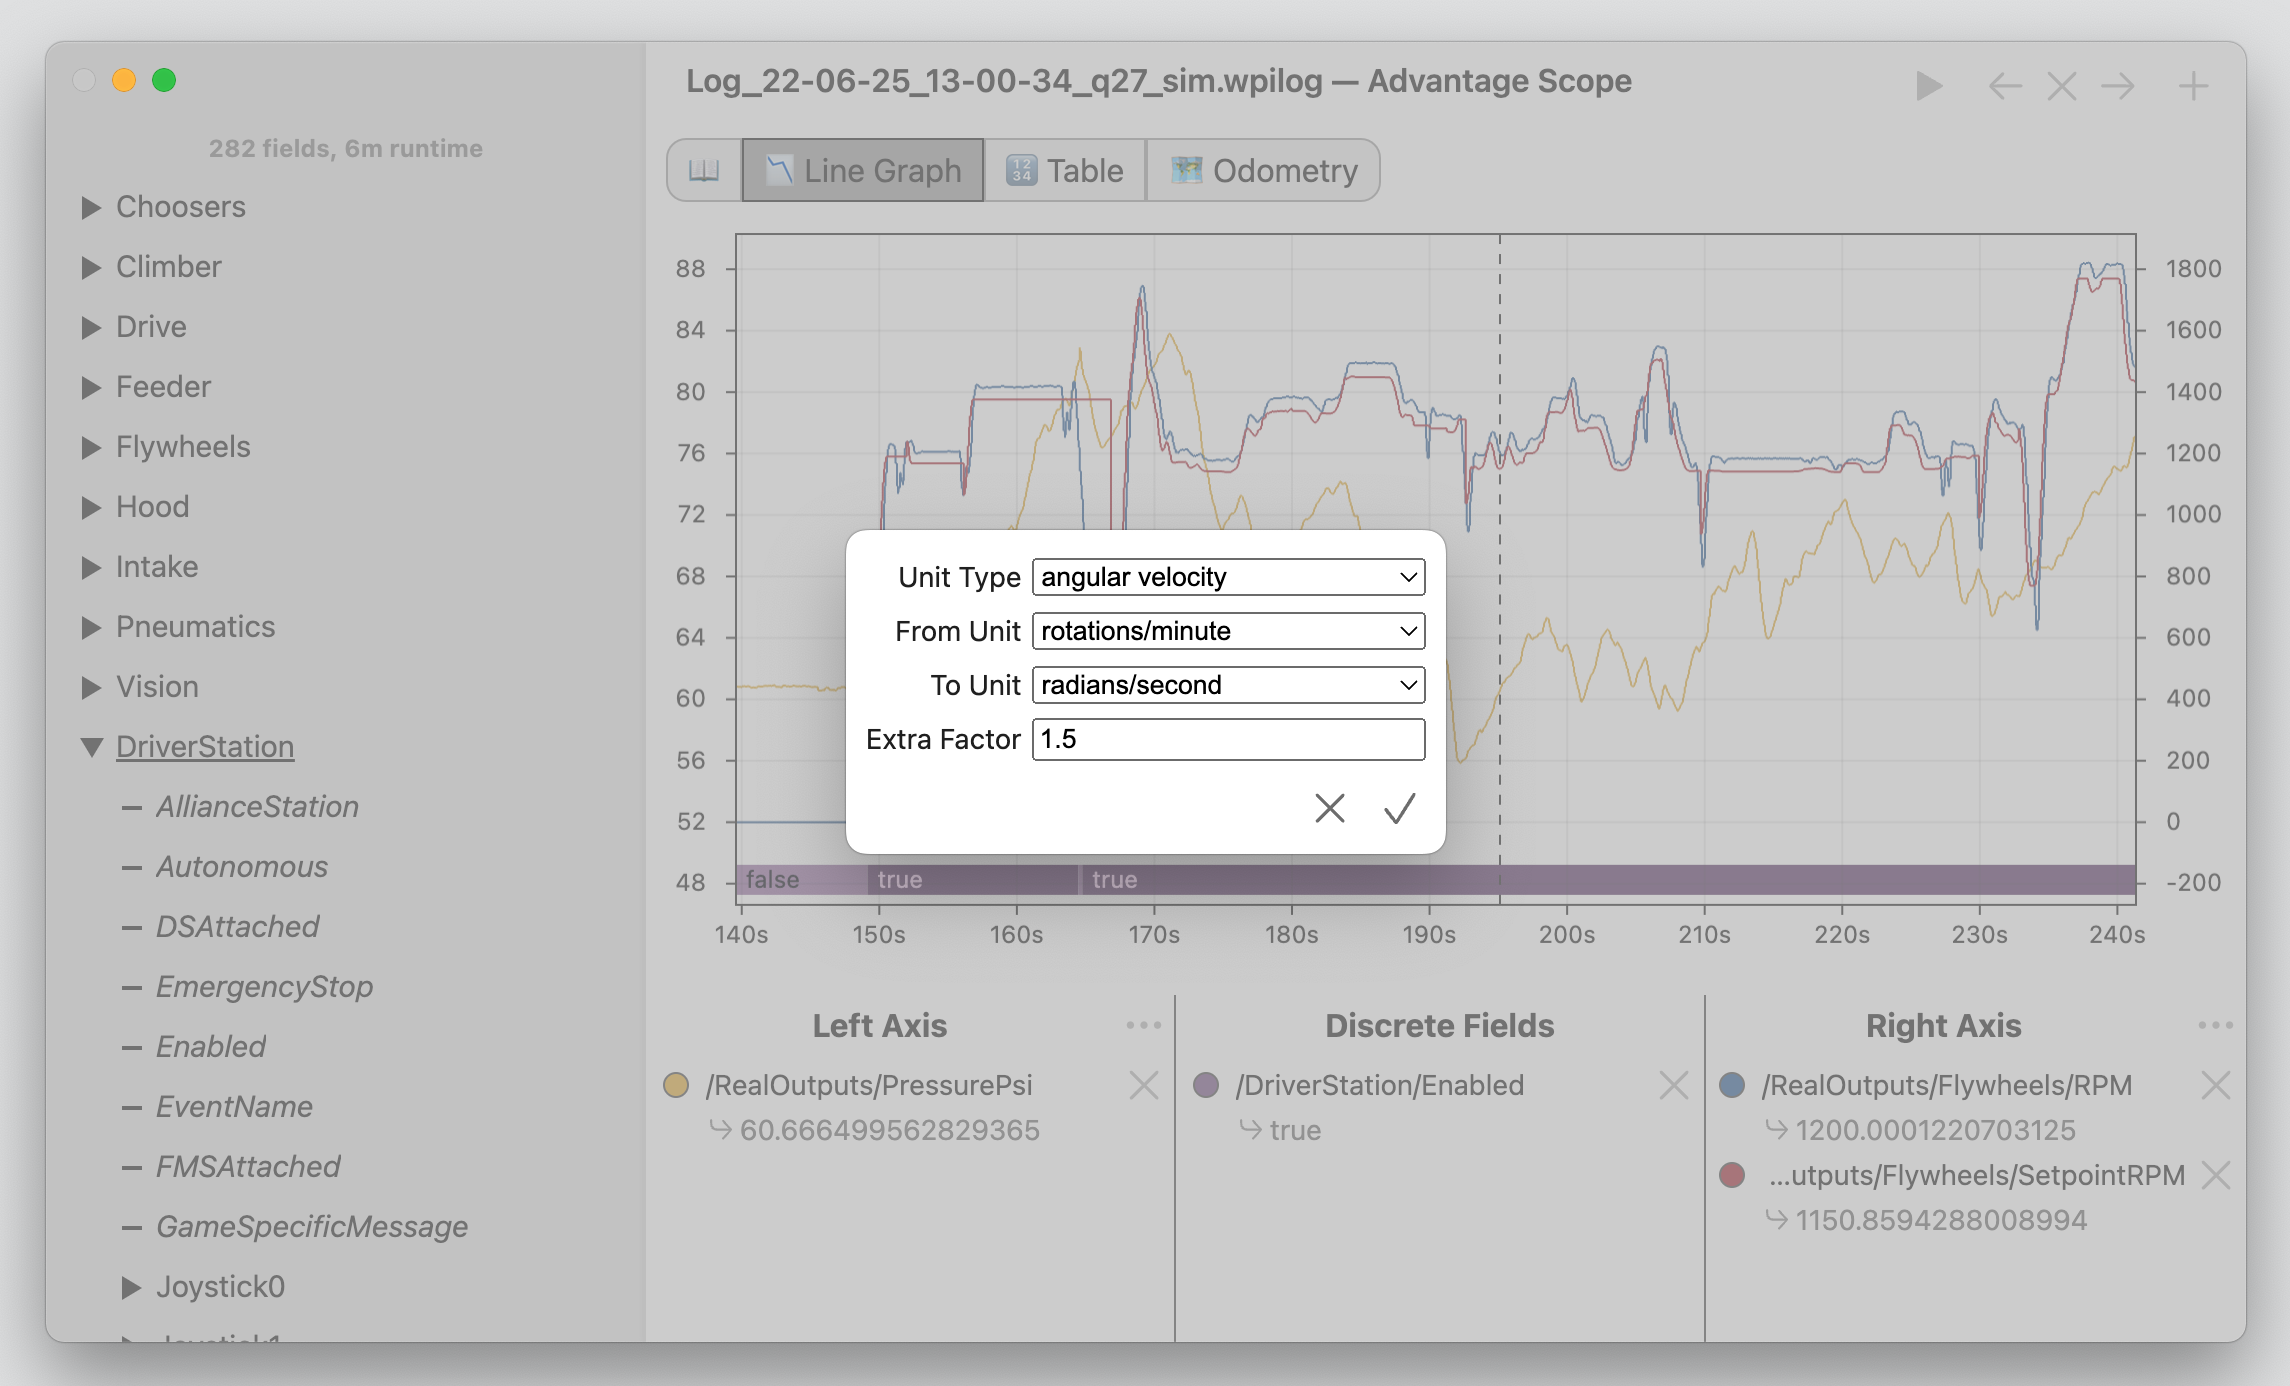 Log_22-06-25_13-00-34_q27_sim.wpilog — Advantage Scope
282 fields, 6m runtime
Choosers
Climber
Drive
Feeder
Flywheels
Hood
Intake
Pneumatics
Vision
DriverStation
AllianceStation
Autonomous
DSAttached
EmergencyStop
Enabled
EventName
FMSAttached
GameSpecificMessage
Joystick0
Joystick1
Line Graph
Table
Odometry
88
84
80
76
72
68
64
60
56
52
48
1800
1600
1400
1200
1000
800
600
400
200
0
-200
Unit Type angular velocity
From Unit rotations/minute
To Unit radians/second
Extra Factor 1.5
false true true
140s 150s 160s 170s 180s 190s 200s 210s 220s 230s 240s
Left Axis
/RealOutputs/PressurePsi
60.666499562829365
Discrete Fields
/DriverStation/Enabled
true
Right Axis
/RealOutputs/Flywheels/RPM
1200.0001220703125
...utputs/Flywheels/SetpointRPM
1150.8594288008994